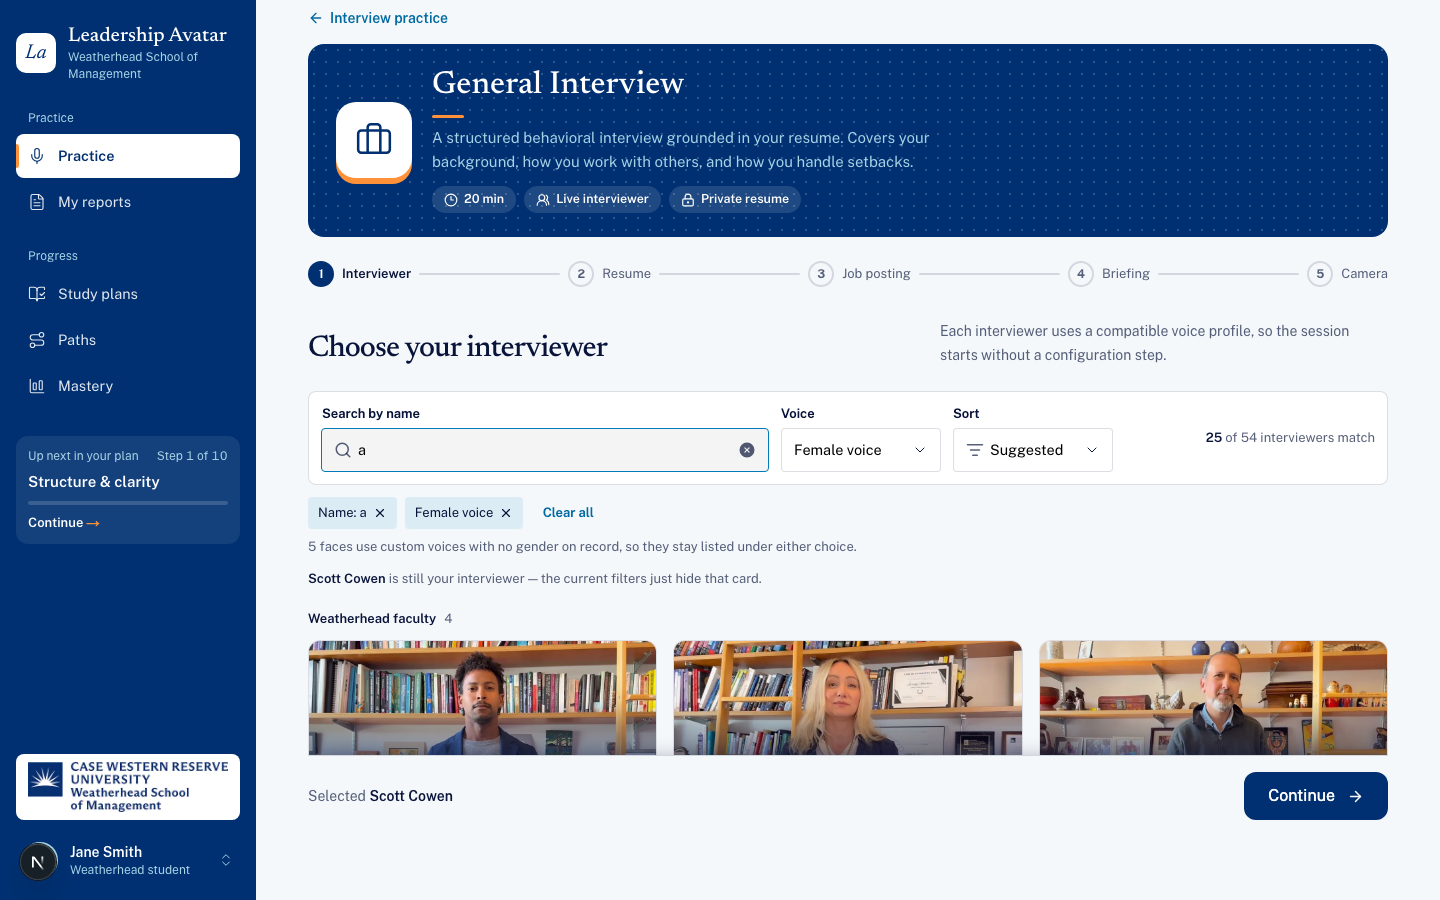 La
Leadership Avatar
Weatherhead School of
Management
Practice
Practice
My reports
Progress
Study plans
Paths
Mastery
Up next in your plan Step 1 of 10
Structure & clarity
Continue →
CASE WESTERN RESERVE
UNIVERSITY
Weatherhead School
of Management
N
Jane Smith
Weatherhead student
← Interview practice
General Interview
A structured behavioral interview grounded in your resume. Covers your
background, how you work with others, and how you handle setbacks.
20 min Live interviewer Private resume
1 Interviewer 2 Resume 3 Job posting 4 Briefing 5 Camera
Choose your interviewer
Each interviewer uses a compatible voice profile, so the session
starts without a configuration step.
Search by name Voice Sort
a Female voice Suggested
25 of 54 interviewers match
Name: a Female voice Clear all
5 faces use custom voices with no gender on record, so they stay listed under either choice.
Scott Cowen is still your interviewer — the current filters just hide that card.
Weatherhead faculty 4
Selected Scott Cowen
Continue →